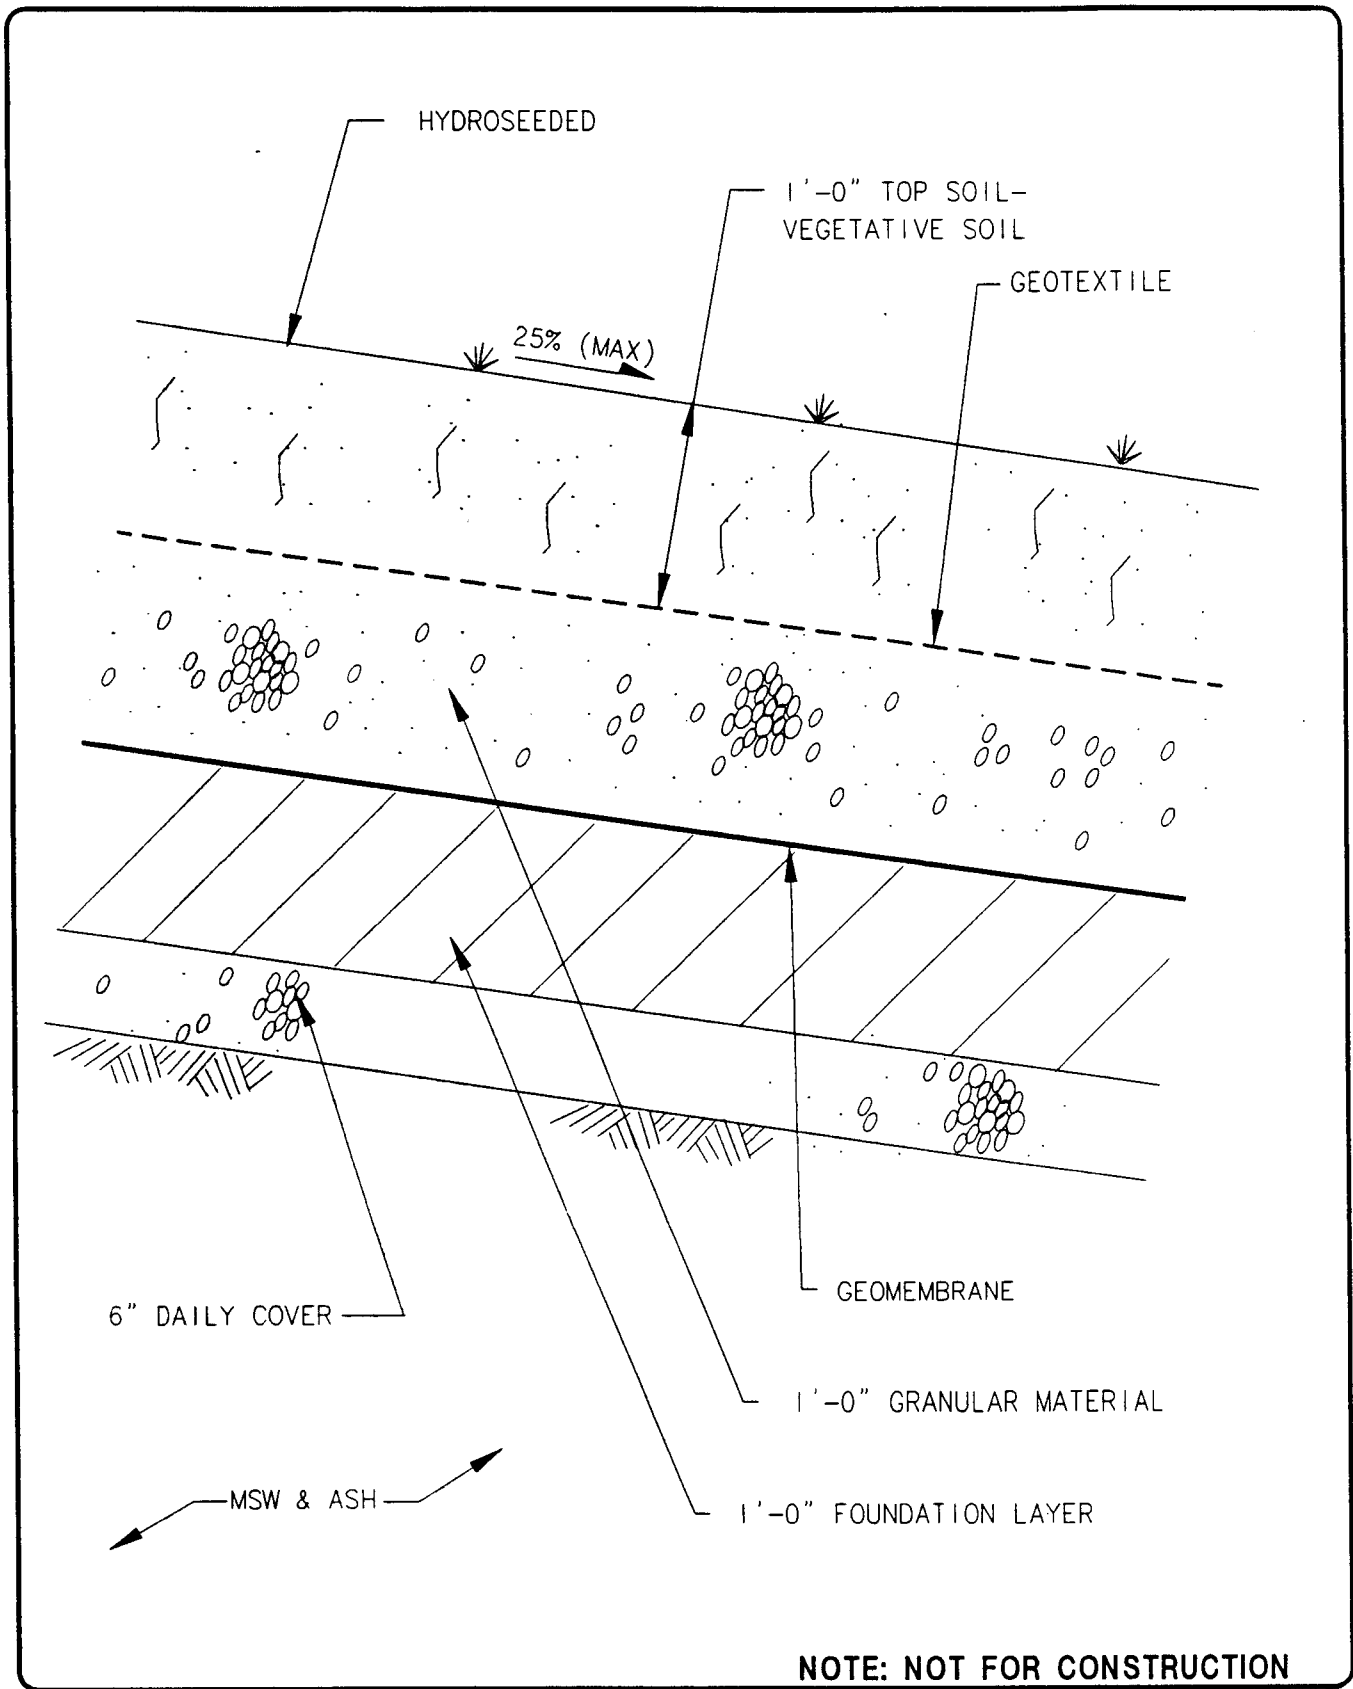 HYDROSEEDED
1'-0" TOP SOIL-
VEGETATIVE SOIL
GEOTEXTILE
25% (MAX)
GEOMEMBRANE
6" DAILY COVER
1'-0" GRANULAR MATERIAL
MSW & ASH
1'-0" FOUNDATION LAYER
NOTE: NOT FOR CONSTRUCTION